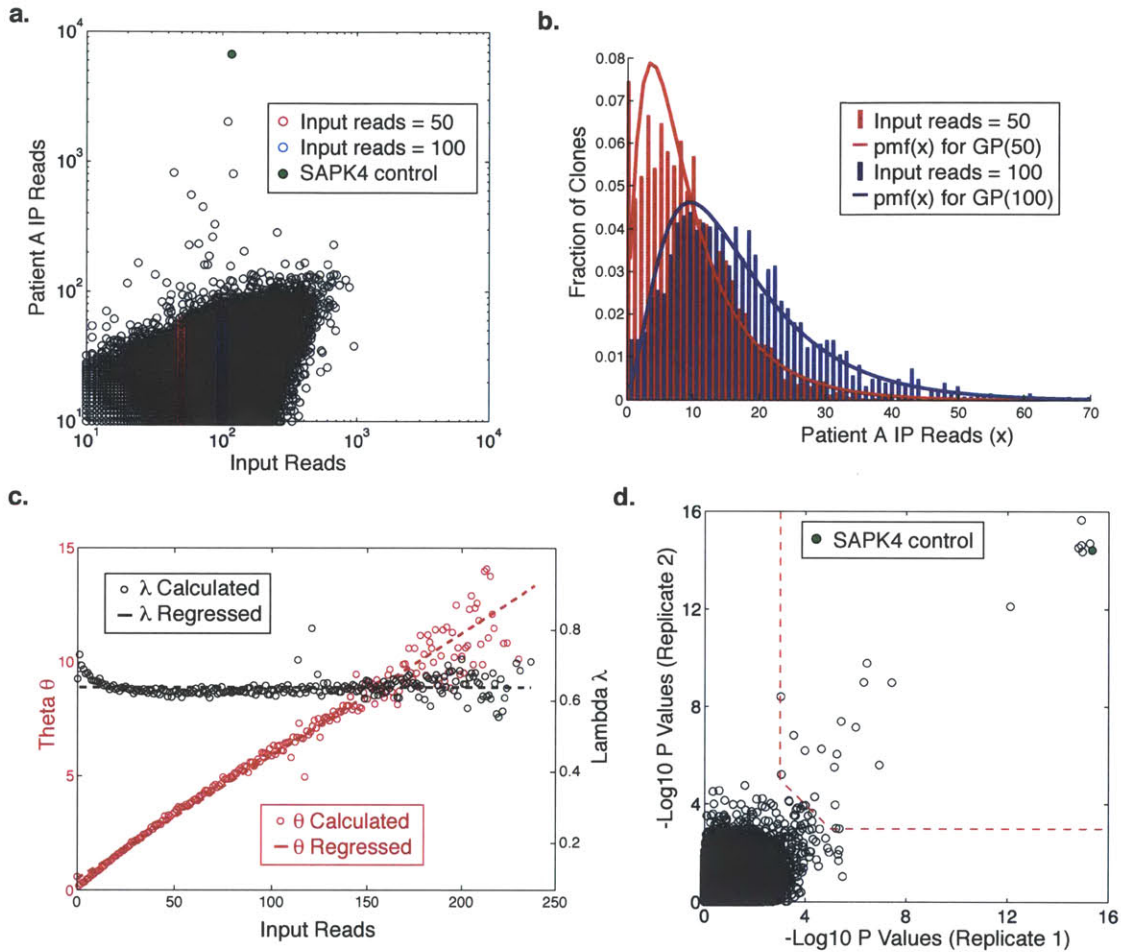 a.
10^4
10^3
10^2
10^1
Patient A IP Reads
Input reads = 50
Input reads = 100
SAPK4 control
10^1 10^2 10^3 10^4
Input Reads
b.
0.08
0.07
0.06
0.05
0.04
0.03
0.02
0.01
0
Fraction of Clones
Input reads = 50
pmf(x) for GP(50)
Input reads = 100
pmf(x) for GP(100)
0 10 20 30 40 50 60 70
Patient A IP Reads (x)
c.
15
10
5
0
Theta θ
λ Calculated
λ Regressed
θ Calculated
θ Regressed
0.8
0.6
0.4
0.2
Lambda λ
0 50 100 150 200 250
Input Reads
d.
16
12
8
4
0
-Log10 P Values (Replicate 2)
SAPK4 control
0 4 8 12 16
-Log10 P Values (Replicate 1)